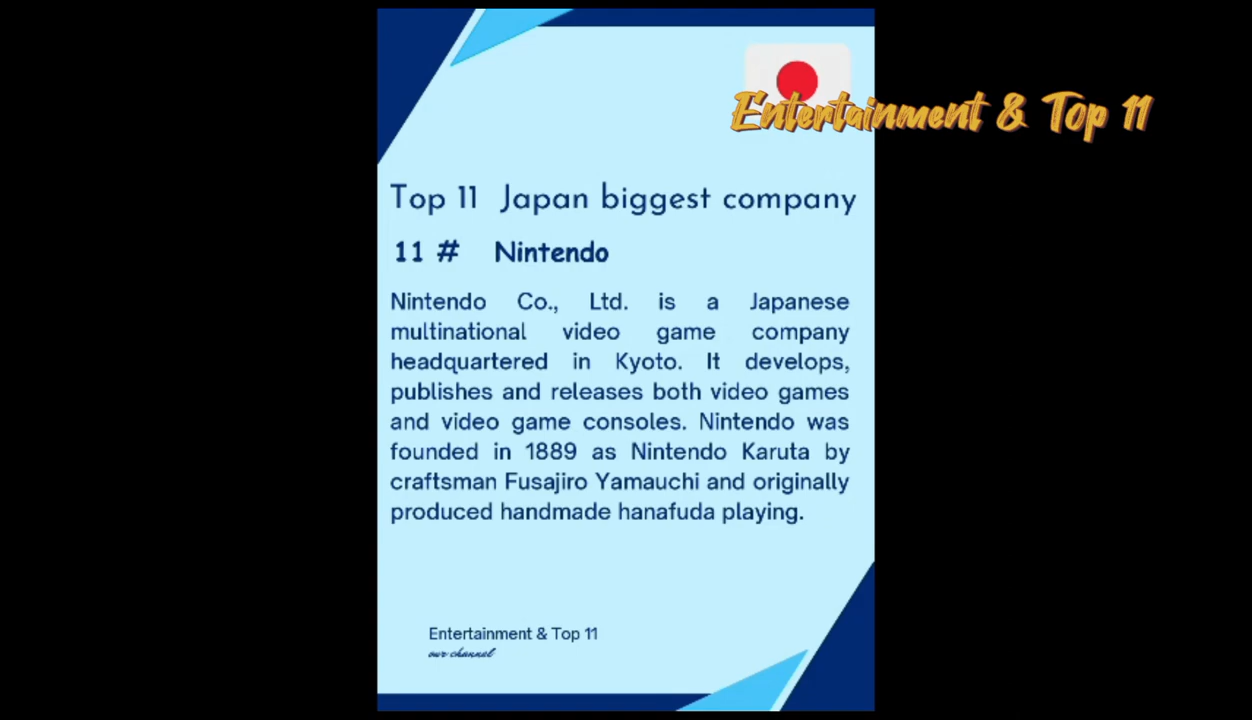 Entertainment & Top 11
Top 11 Japan biggest company
11 # Nintendo
Nintendo Co., Ltd. is a Japanese
multinational video game company
headquartered in Kyoto. It develops,
publishes and releases both video games
and video game consoles. Nintendo was
founded in 1889 as Nintendo Karuta by
craftsman Fusajiro Yamauchi and originally
produced handmade hanafuda playing.
Entertainment & Top 11
our channel